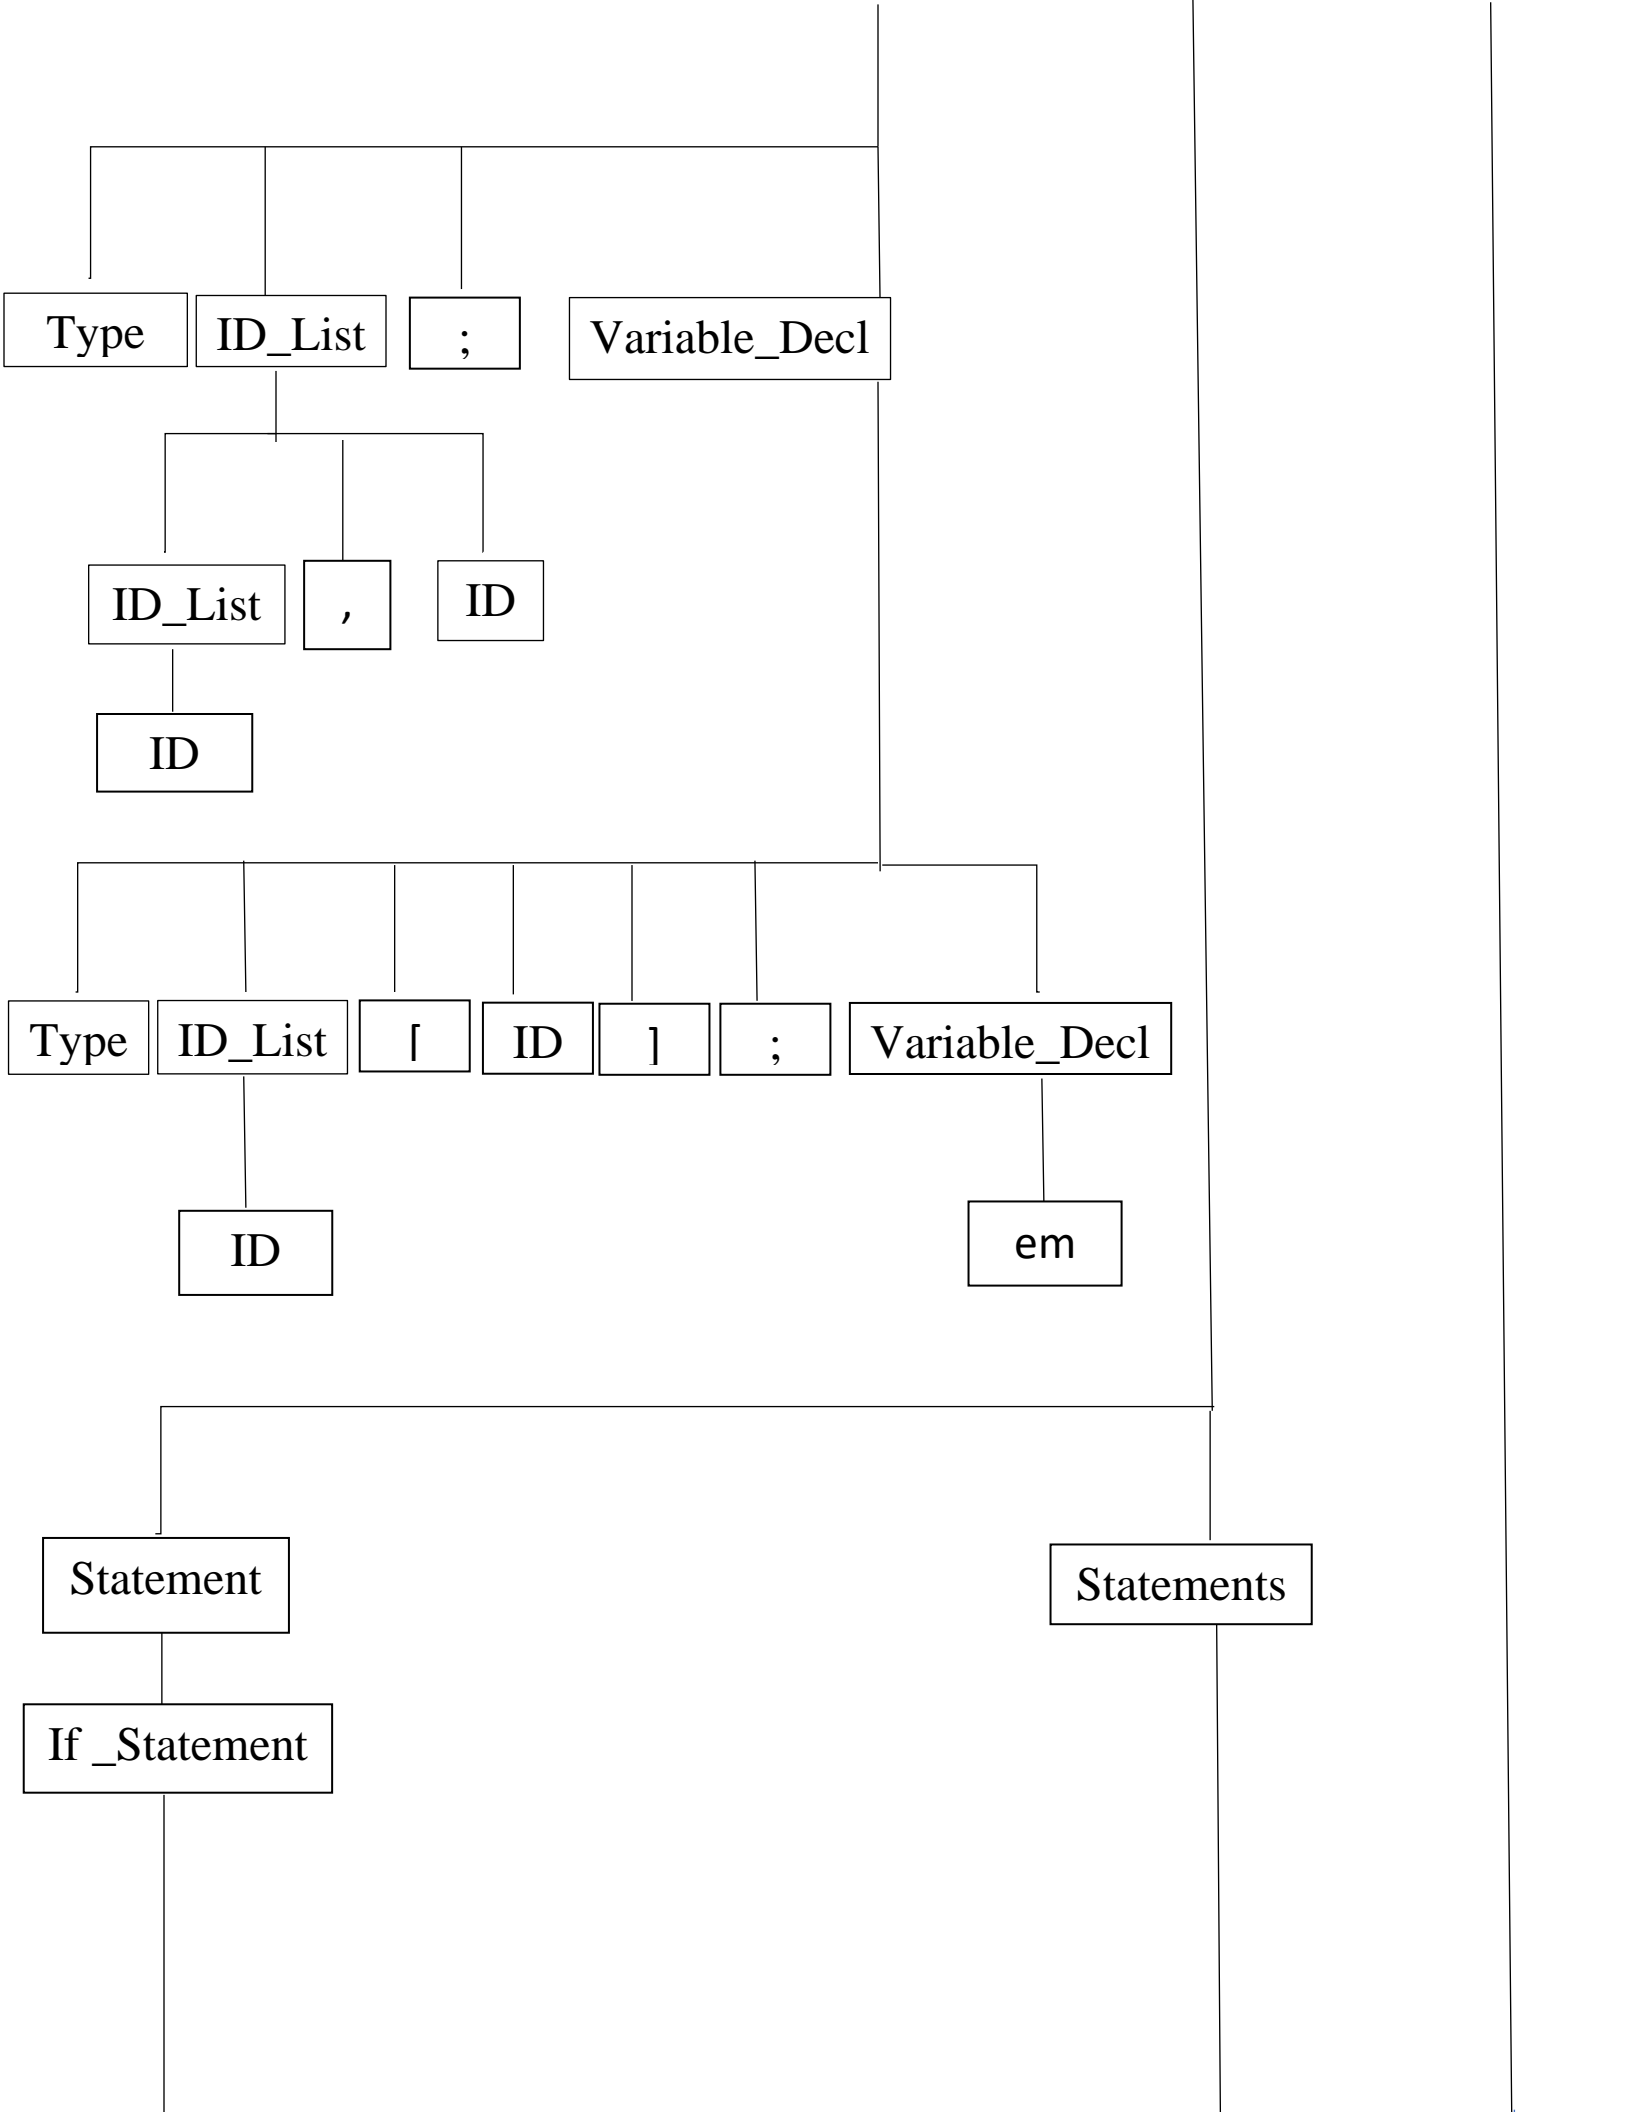 Type ID_List ; Variable_Decl
ID_List , ID
ID
Type ID_List [ ID ] ; Variable_Decl
ID em
Statement Statements
If _Statement